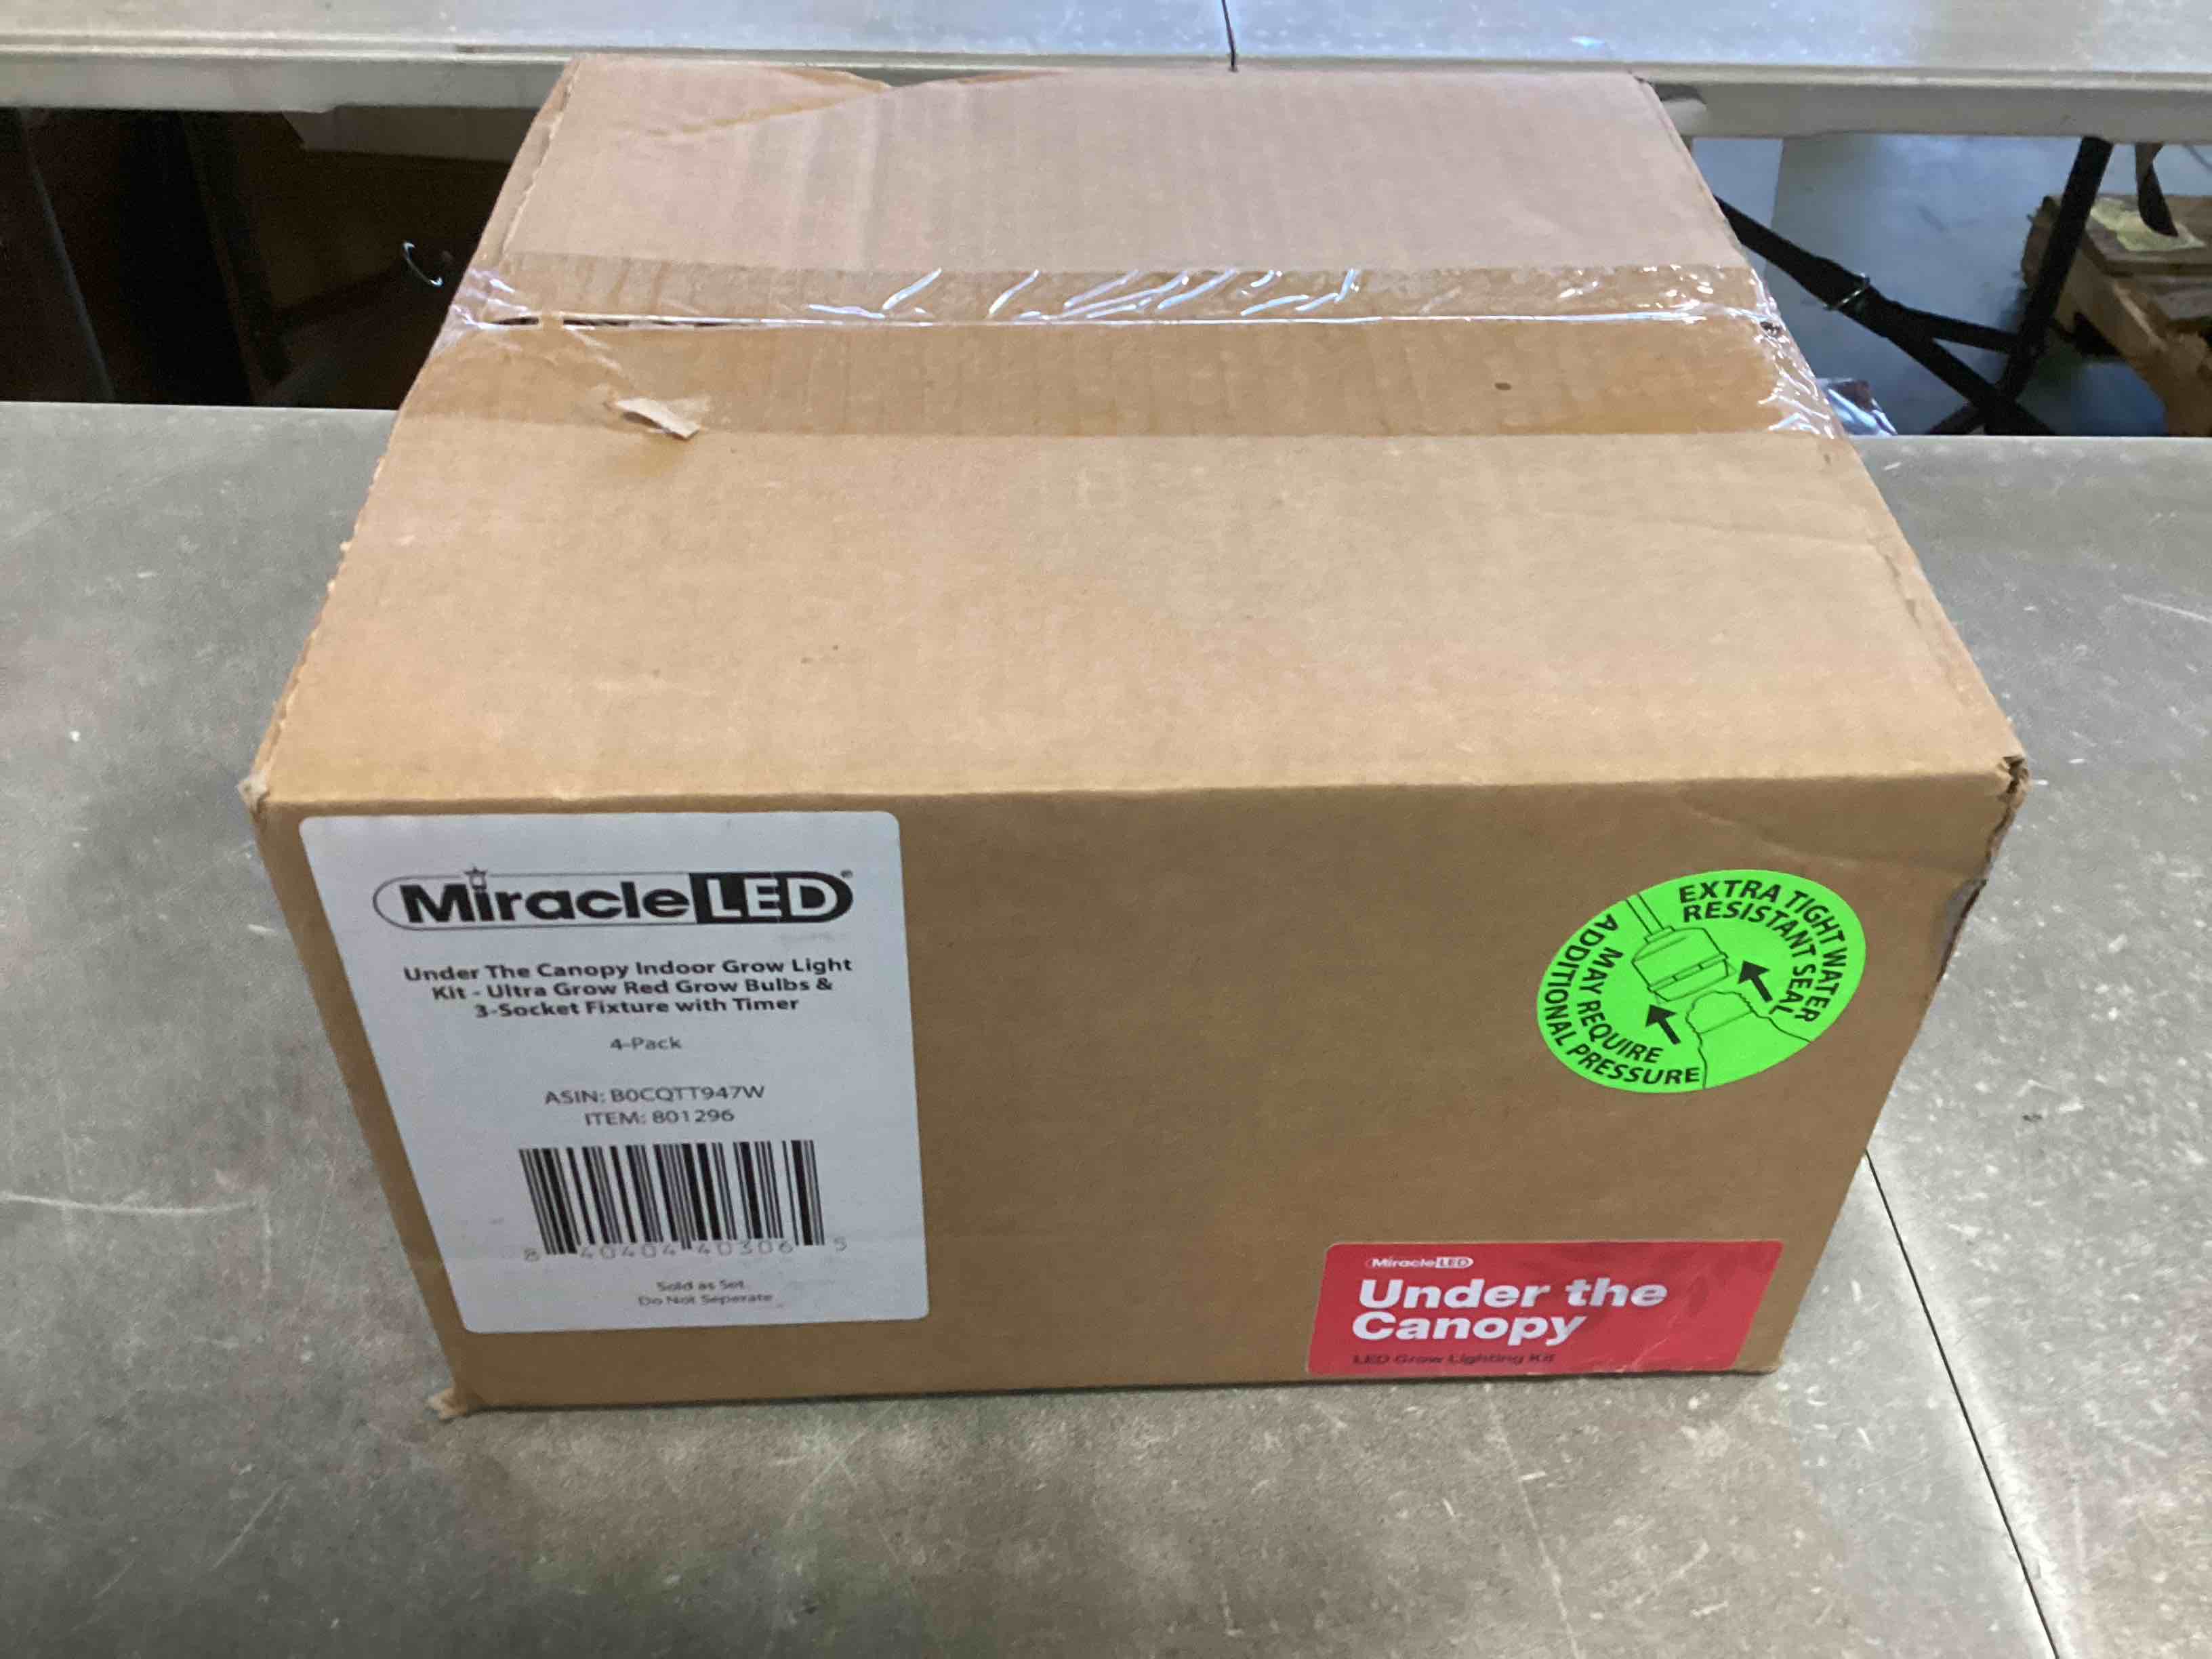 MiracleLED®
Under The Canopy Indoor Grow Light
Kit - Ultra Grow Red Grow Bulbs &
3-Socket Fixture with Timer
4-Pack
ASIN: B0CQTT947W
ITEM: 801296
8 40404 40306 5
Sold as Set
Do Not Seperate
EXTRA TIGHT WATER
RESISTANT SEAL
MAY REQUIRE
ADDITIONAL PRESSURE
MiracleLED
Under the
Canopy
LED Grow Lighting Kit